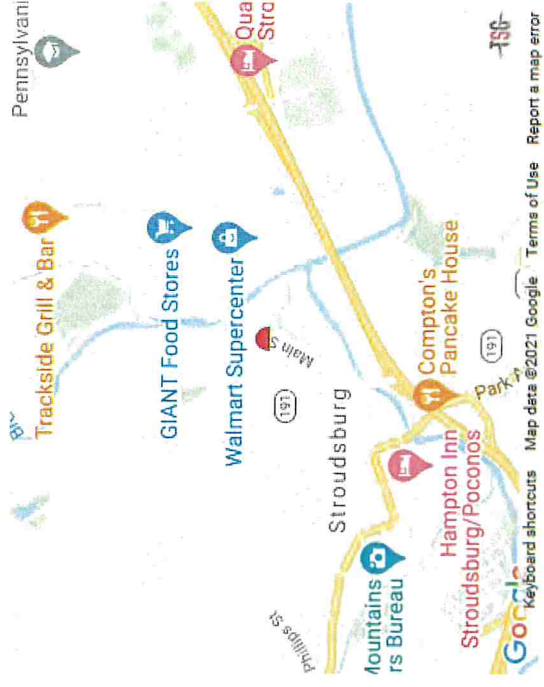 Pennsylvani
Trackside Grill & Bar
Qua
Stro
GIANT Food Stores
Walmart Supercenter
Main S
191
Stroudsburg
Compton's
Pancake House
191
Park
Hampton Inn
Stroudsburg/Poconos
Phillips St
Mountains
rs Bureau
TSG
Google
Keyboard shortcuts Map data ©2021 Google Terms of Use Report a map error